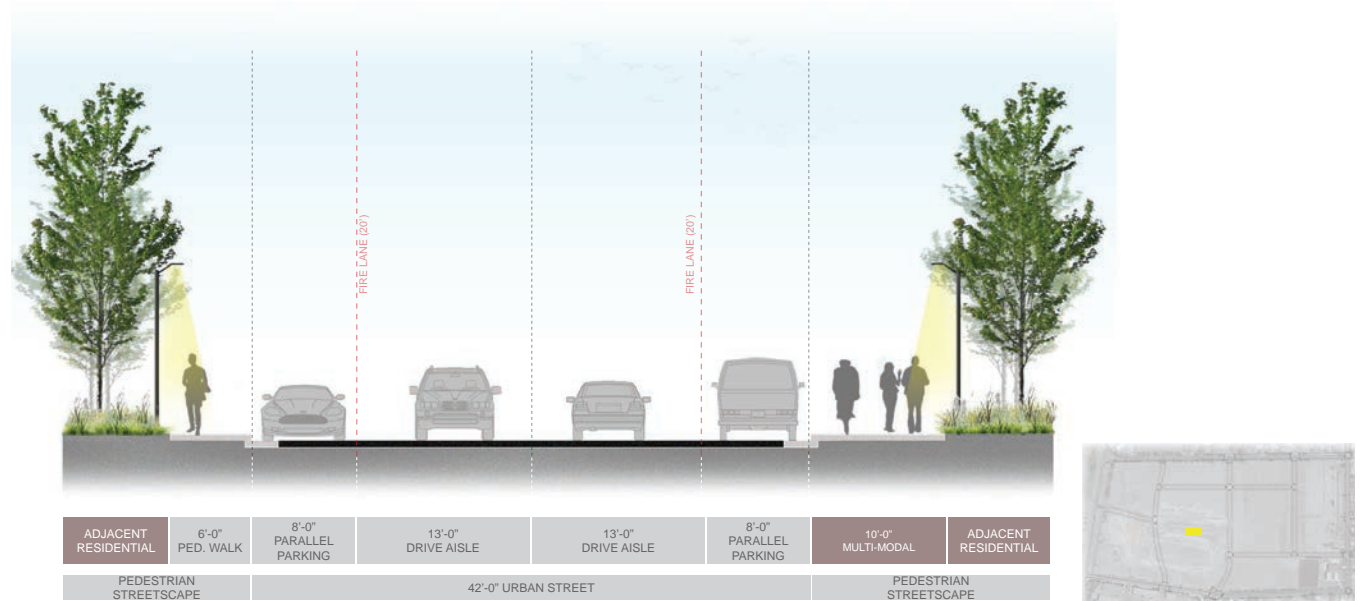 FIRE LANE (20')
FIRE LANE (20')
ADJACENT
RESIDENTIAL
6'-0"
PED. WALK
8'-0"
PARALLEL
PARKING
13'-0"
DRIVE AISLE
13'-0"
DRIVE AISLE
8'-0"
PARALLEL
PARKING
10'-0"
MULTI-MODAL
ADJACENT
RESIDENTIAL
PEDESTRIAN
STREETSCAPE
42'-0" URBAN STREET
PEDESTRIAN
STREETSCAPE